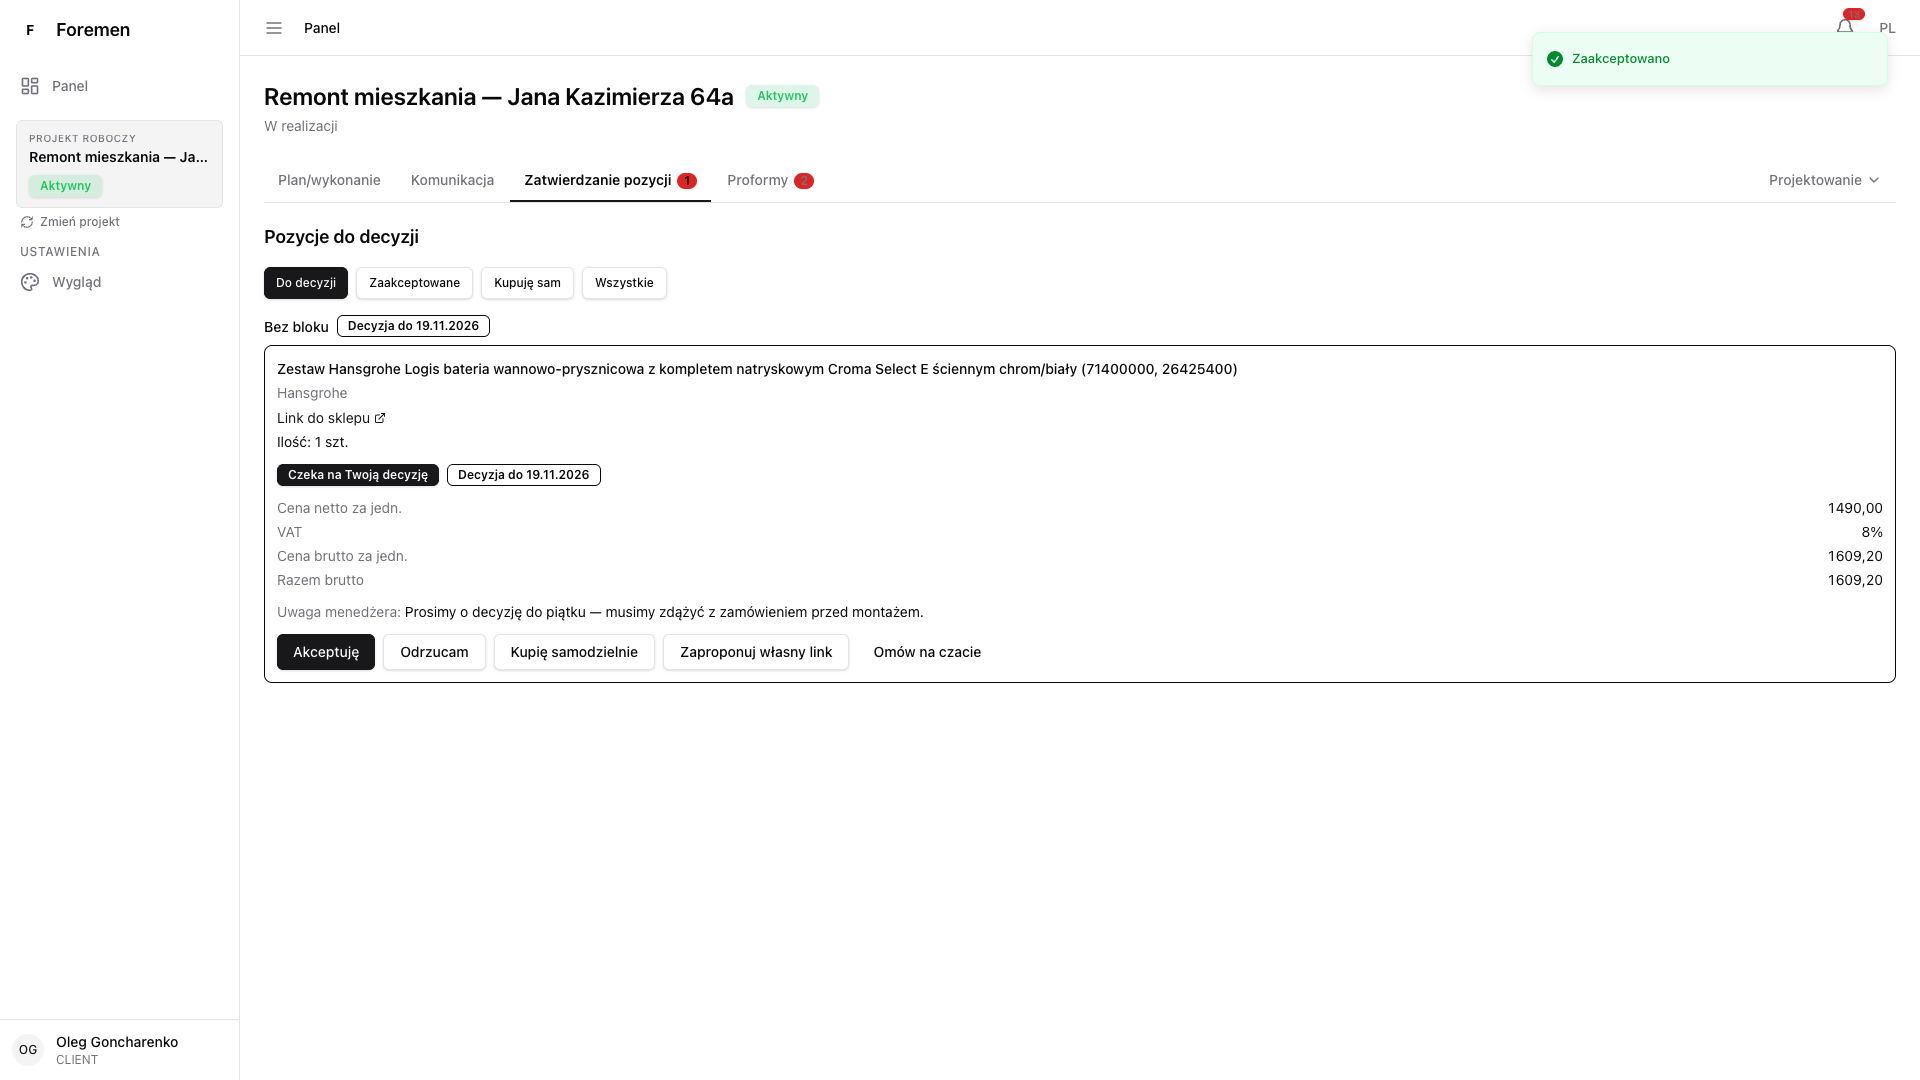 F Foremen
Panel
PL
Zaakceptowano
Panel
PROJEKT ROBOCZY
Remont mieszkania — Ja...
Aktywny
Zmień projekt
USTAWIENIA
Wygląd
Remont mieszkania — Jana Kazimierza 64a Aktywny
W realizacji
Plan/wykonanie Komunikacja Zatwierdzanie pozycji 1 Proformy 2 Projektowanie
Pozycje do decyzji
Do decyzji Zaakceptowane Kupuję sam Wszystkie
Bez bloku Decyzja do 19.11.2026
Zestaw Hansgrohe Logis bateria wannowo-prysznicowa z kompletem natryskowym Croma Select E ściennym chrom/biały (71400000, 26425400)
Hansgrohe
Link do sklepu
Ilość: 1 szt.
Czeka na Twoją decyzję Decyzja do 19.11.2026
Cena netto za jedn. 1490,00
VAT 8%
Cena brutto za jedn. 1609,20
Razem brutto 1609,20
Uwaga menedżera: Prosimy o decyzję do piątku — musimy zdążyć z zamówieniem przed montażem.
Akceptuję Odrzucam Kupię samodzielnie Zaproponuj własny link Omów na czacie
OG Oleg Goncharenko
CLIENT